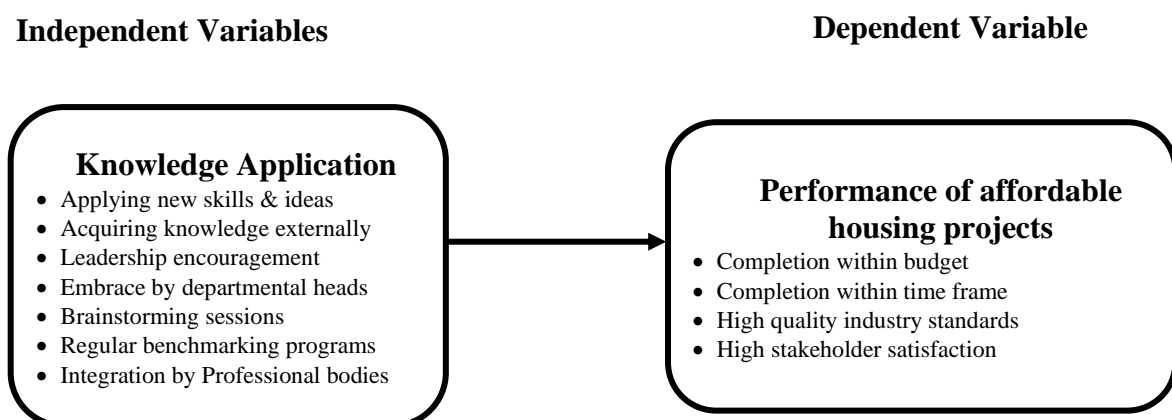 Independent Variables
Dependent Variable
Knowledge Application
• Applying new skills & ideas
• Acquiring knowledge externally
• Leadership encouragement
• Embrace by departmental heads
• Brainstorming sessions
• Regular benchmarking programs
• Integration by Professional bodies
Performance of affordable
housing projects
• Completion within budget
• Completion within time frame
• High quality industry standards
• High stakeholder satisfaction